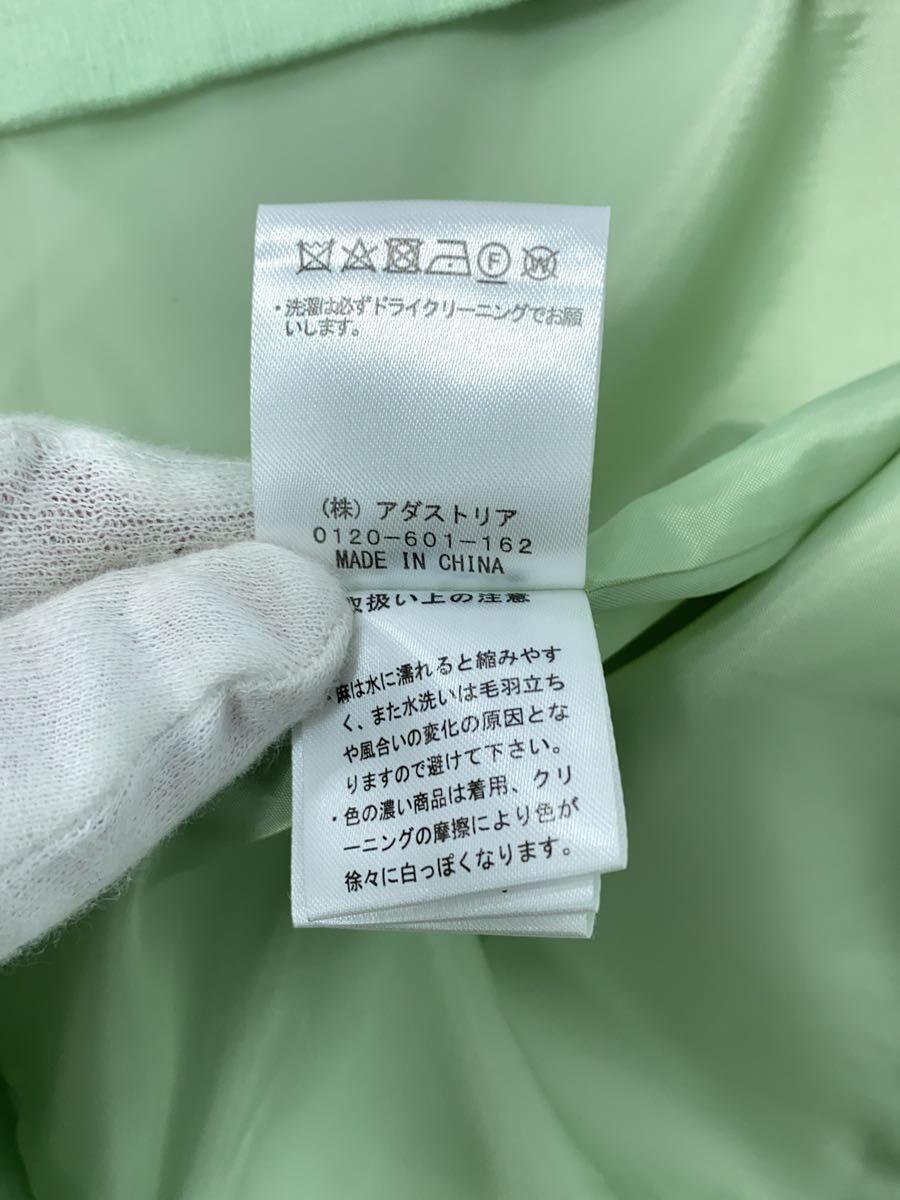 F
W
・洗濯は必ずドライクリーニングでお願
いします。
（株）アダストリア
0120-601-162
MADE IN CHINA
取扱い上の注意
・麻は水に濡れると縮みやす
く、また水洗いは毛羽立ち
や風合いの変化の原因とな
りますので避けて下さい。
・色の濃い商品は着用、クリ
ーニングの摩擦により色が
徐々に白っぽくなります。